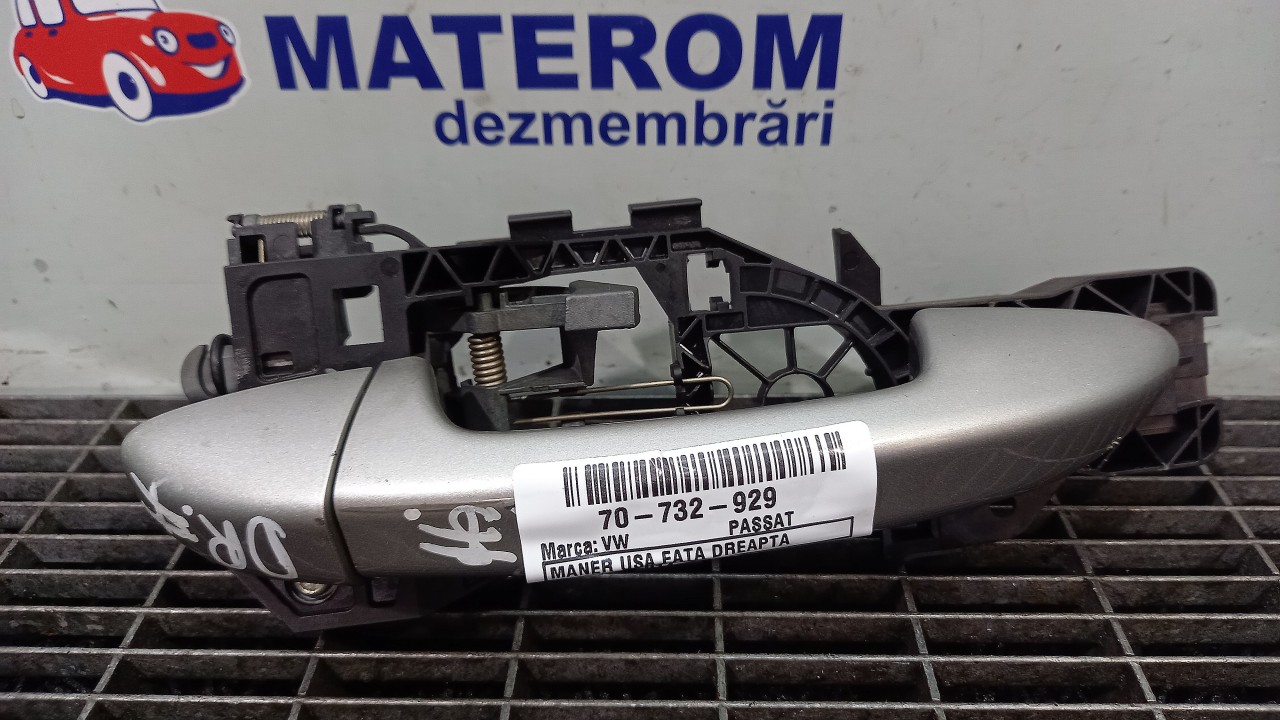 MATEROM
dezmembrări
70-732-929
Marca: VW PASSAT
MANER USA FATA DREAPTA